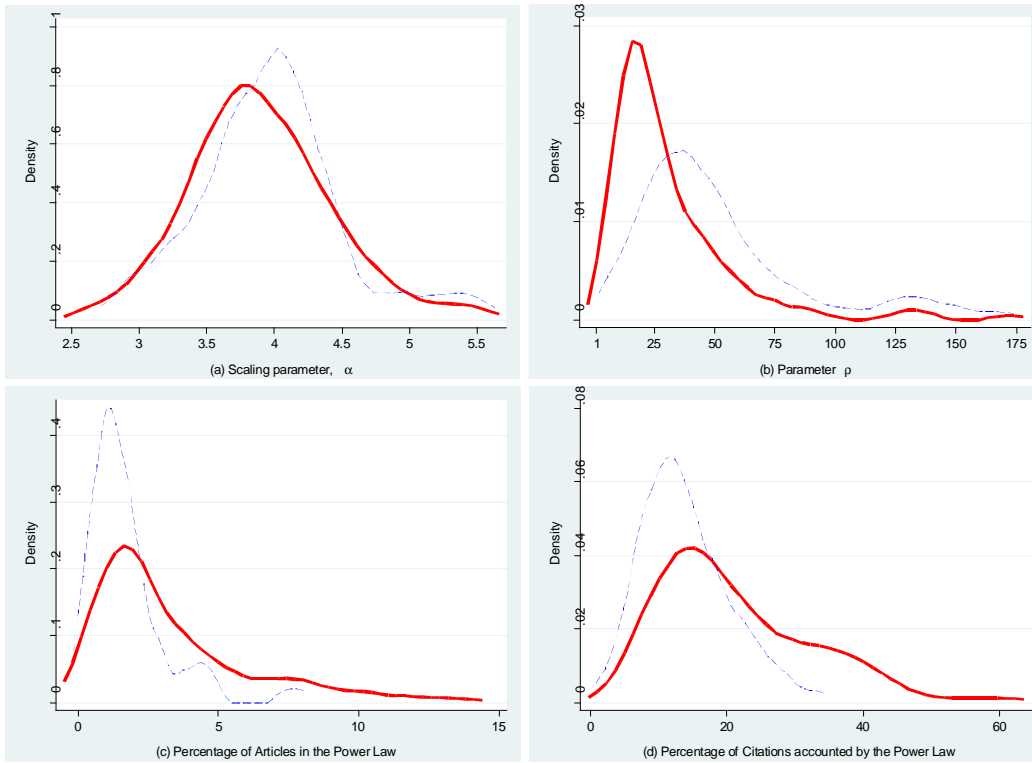 Density
0
.2
.4
.6
.8
1
2.5 3 3.5 4 4.5 5 5.5
(a) Scaling parameter, α
Density
0
.01
.02
.03
1 25 50 75 100 125 150 175
(b) Parameter ρ
Density
0
.1
.2
.3
.4
0 5 10 15
(c) Percentage of Articles in the Power Law
Density
0
.02
.04
.06
.08
0 20 40 60
(d) Percentage of Citations accounted by the Power Law